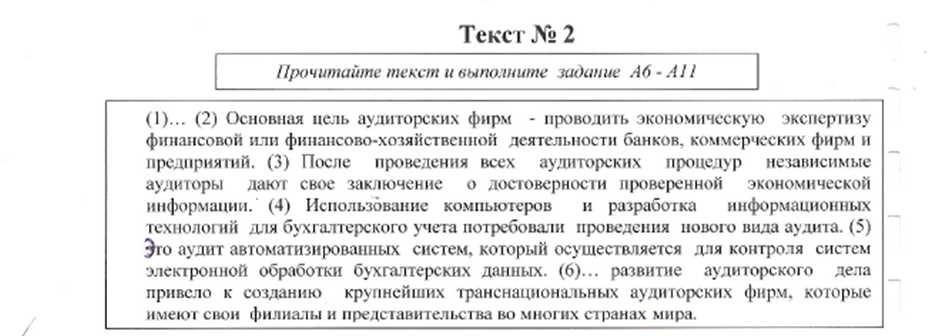 Текст № 2
Прочитайте текст и выполните задание А6 - А11
(1)... (2) Основная цель аудиторских фирм - проводить экономическую экспертизу
финансовой или финансово-хозяйственной деятельности банков, коммерческих фирм и
предприятий. (3) После проведения всех аудиторских процедур независимые
аудиторы дают свое заключение о достоверности проверенной экономической
информации. (4) Использование компьютеров и разработка информационных
технологий для бухгалтерского учета потребовали проведения нового вида аудита. (5)
Это аудит автоматизированных систем, который осуществляется для контроля систем
электронной обработки бухгалтерских данных. (6)... развитие аудиторского дела
привело к созданию крупнейших транснациональных аудиторских фирм, которые
имеют свои филиалы и представительства во многих странах мира.